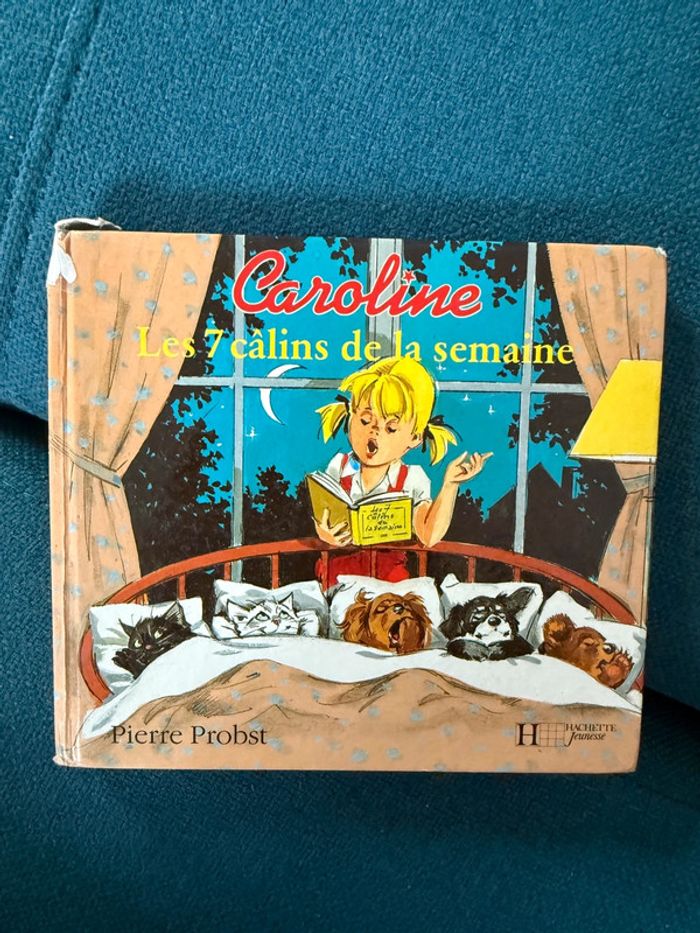 Caroline
Les 7 câlins de la semaine
Les 7
câlins
de
la semaine
Pierre Probst
H HACHETTE
Jeunesse